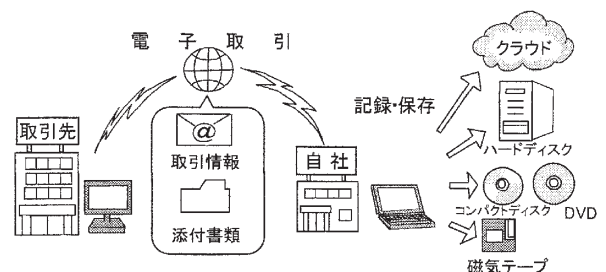 電子取引
取引先
@
取引情報
添付書類
自社
記録・保存
クラウド
ハードディスク
コンパクトディスク
DVD
磁気テープ